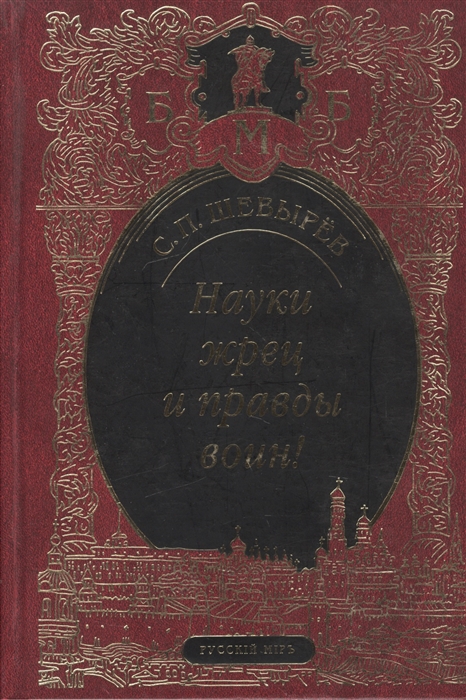 Б М Б
С. П. ШЕВЫРЁВ
Науки
жрец
и правды
воин!
РУССКІЙ МІРЪ